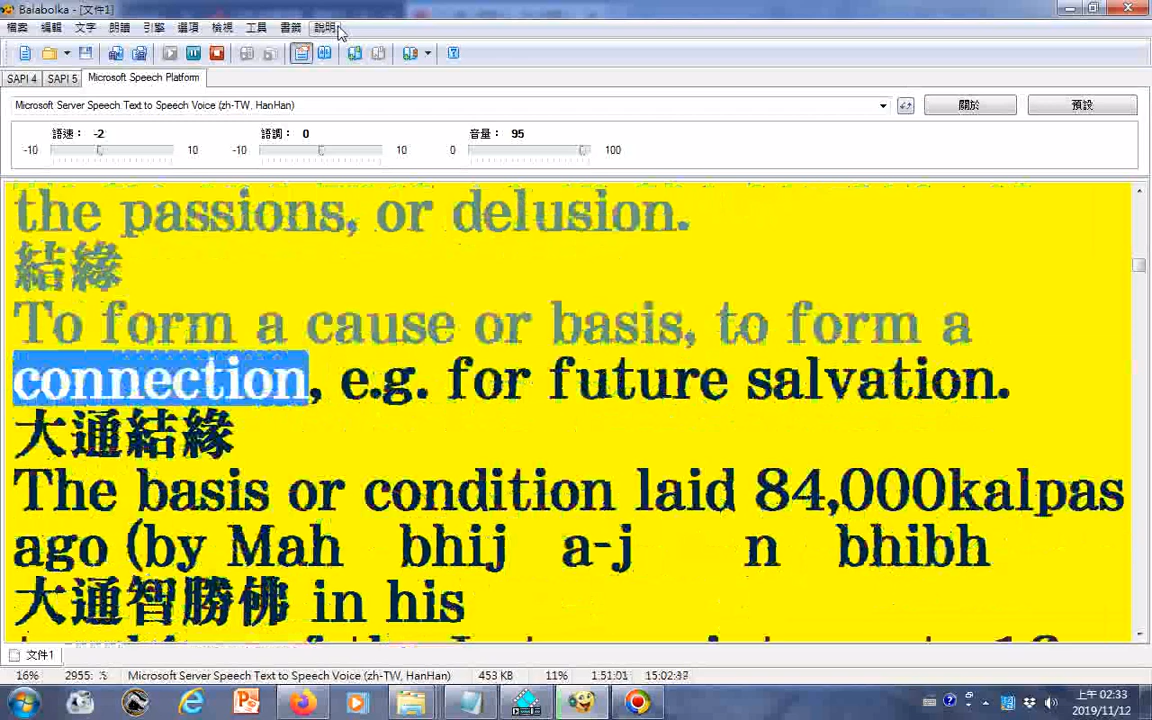 Balabolka - [文件1]
檔案 編輯 文字 朗讀 引擎 選項 檢視 工具 書籤 說明
SAPI 4 SAPI 5 Microsoft Speech Platform
Microsoft Server Speech Text to Speech Voice (zh-TW, HanHan)
關於 預設
語速： -2 語調： 0 音量： 95
-10 10 -10 10 0 100
the passions, or delusion.
結緣
To form a cause or basis, to form a
connection, e.g. for future salvation.
大通結緣
The basis or condition laid 84,000kalpas
ago (by Mah bhij a-j n bhibh
大通智勝佛 in his
文件1
16% 2955: Microsoft Server Speech Text to Speech Voice (zh-TW, HanHan) 453 KB 11% 1:51:01
上午 02:33
2019/11/12